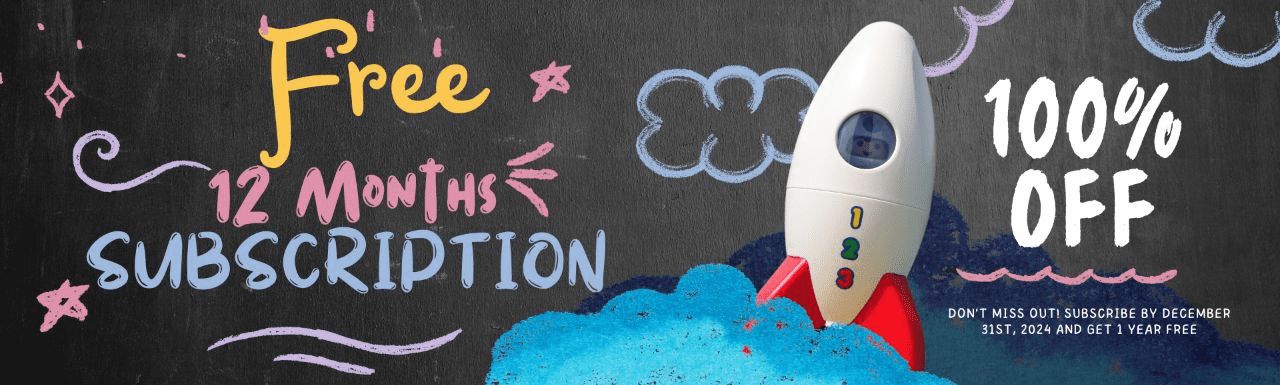 Free
12 Months
SUBSCRIPTION
1
2
3
100%
OFF
DON'T MISS OUT! SUBSCRIBE BY DECEMBER
31ST, 2024 AND GET 1 YEAR FREE